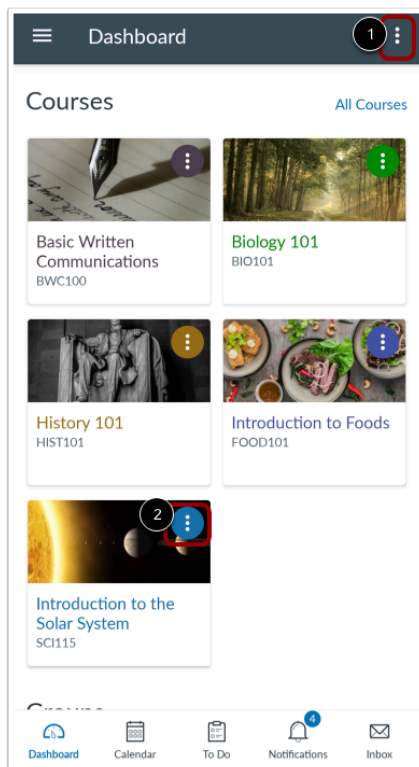 Dashboard
1
Courses
All Courses
Basic Written
Communications
BWC100
Biology 101
BIO101
History 101
HIST101
Introduction to Foods
FOOD101
2
Introduction to the
Solar System
SCI115
Groups
4
Dashboard
Calendar
To Do
Notifications
Inbox